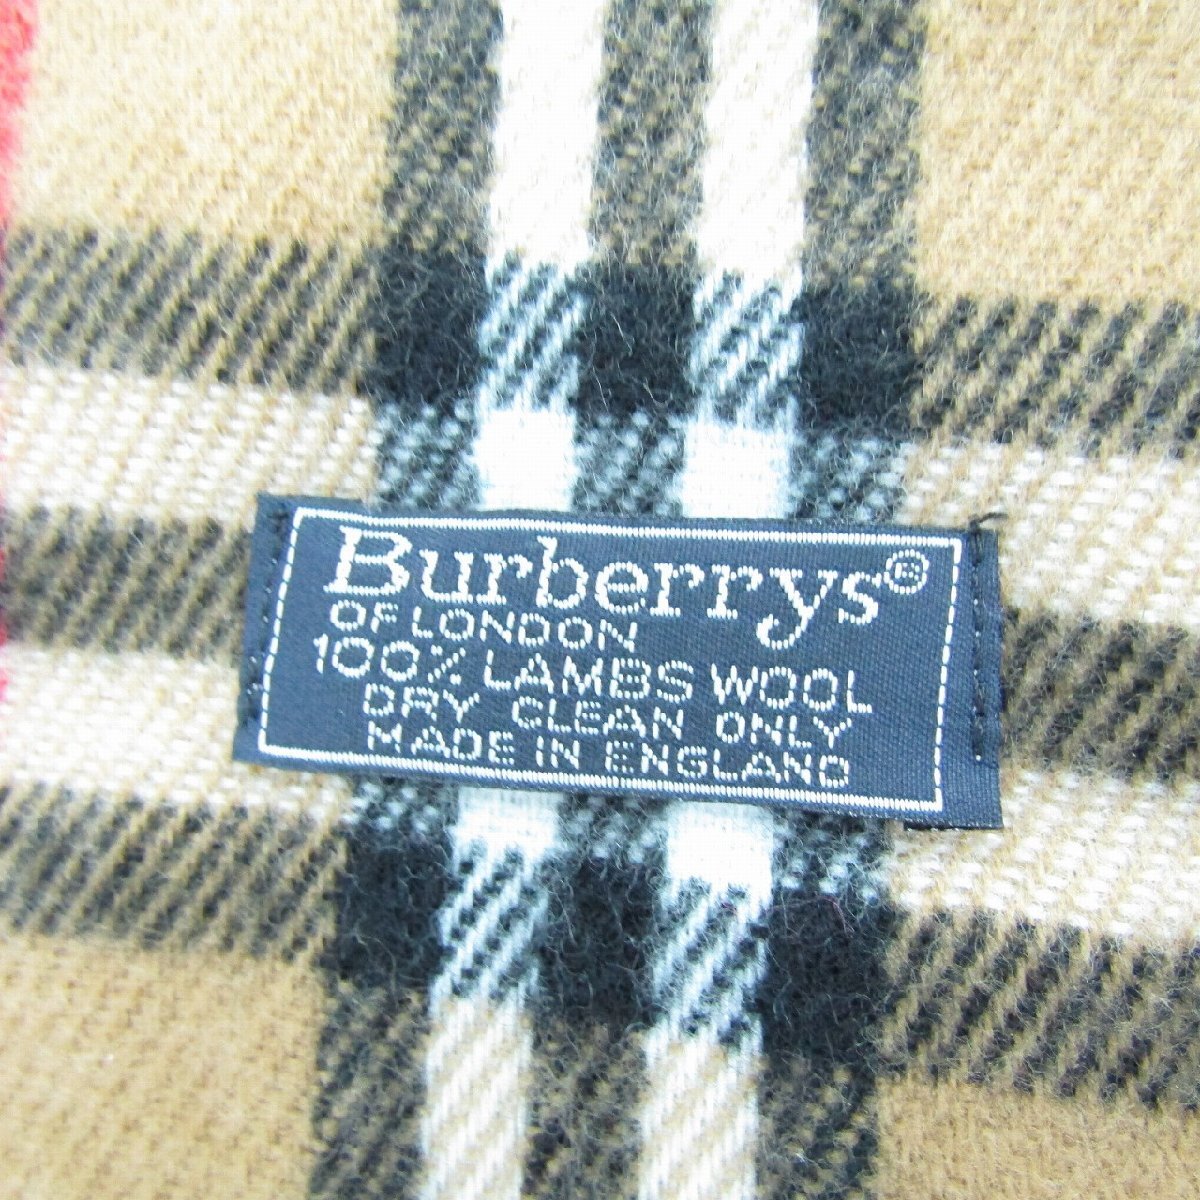 Burberrys®
OF LONDON
100% LAMBS WOOL
DRY CLEAN ONLY
MADE IN ENGLAND